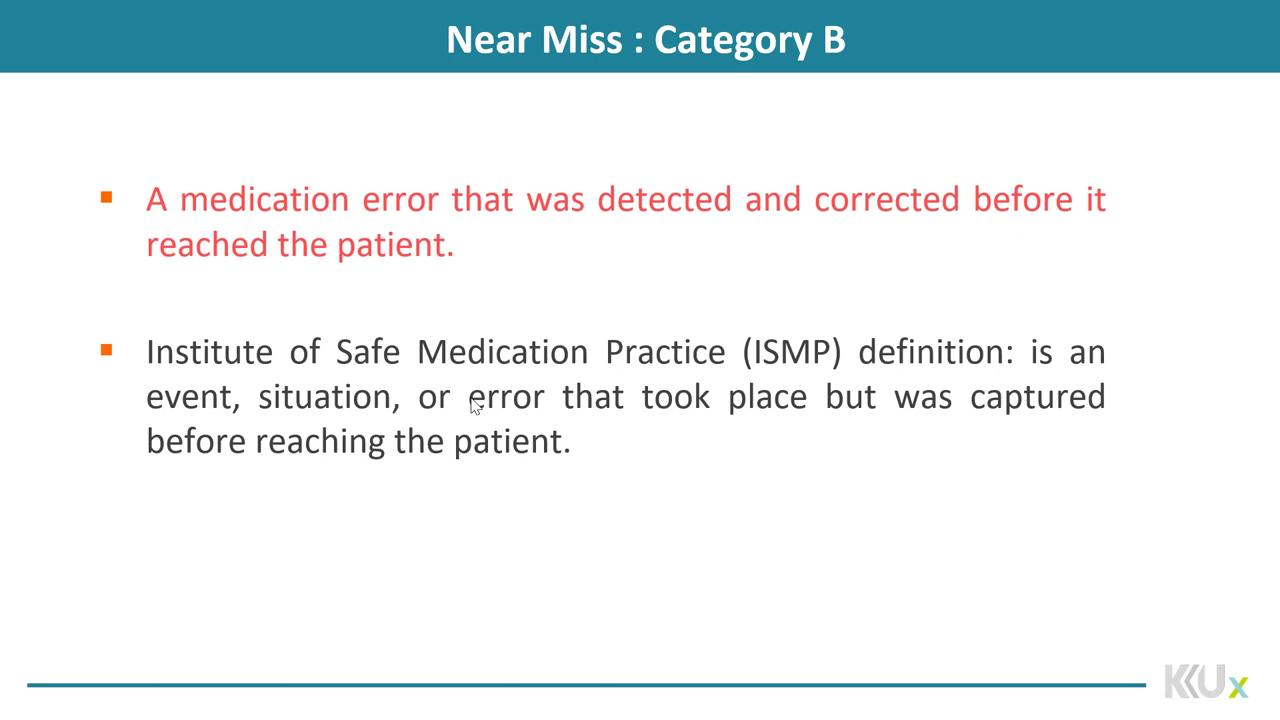 Near Miss : Category B
▪ A medication error that was detected and corrected before it
reached the patient.
▪ Institute of Safe Medication Practice (ISMP) definition: is an
event, situation, or error that took place but was captured
before reaching the patient.
KKUx